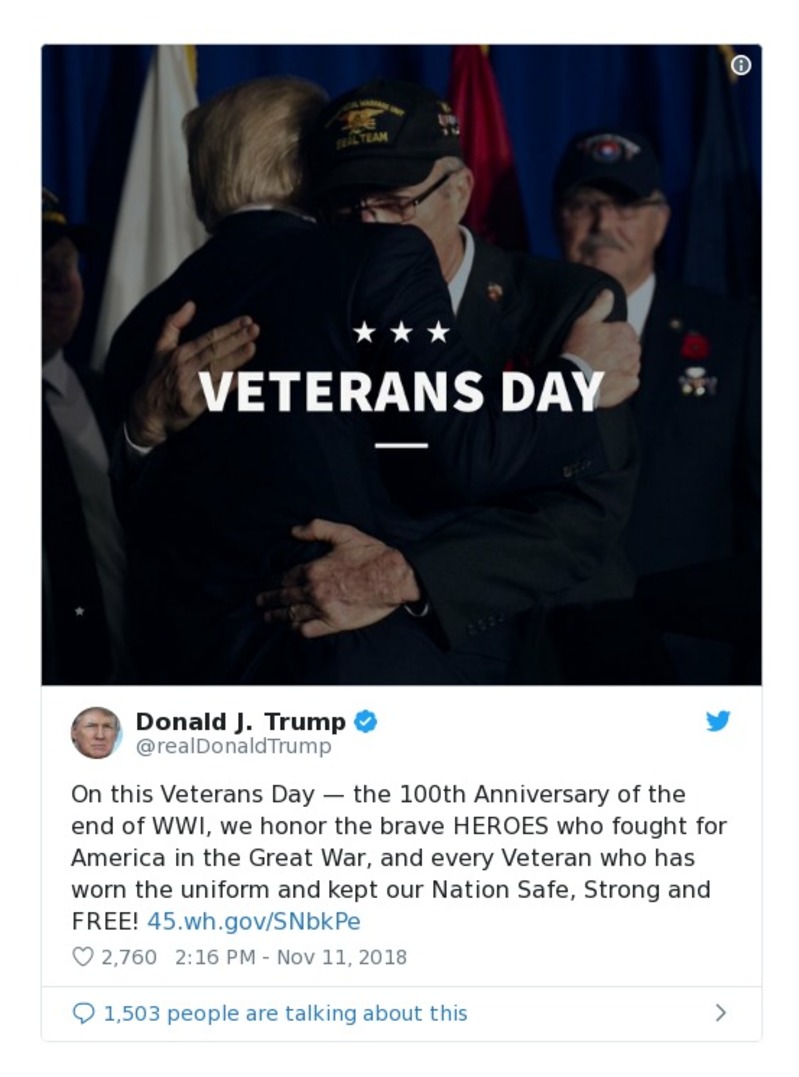 SEAL TEAM
★ ★ ★
VETERANS DAY
Donald J. Trump
@realDonaldTrump
On this Veterans Day — the 100th Anniversary of the
end of WWI, we honor the brave HEROES who fought for
America in the Great War, and every Veteran who has
worn the uniform and kept our Nation Safe, Strong and
FREE! 45.wh.gov/SNbkPe
2,760 2:16 PM - Nov 11, 2018
1,503 people are talking about this